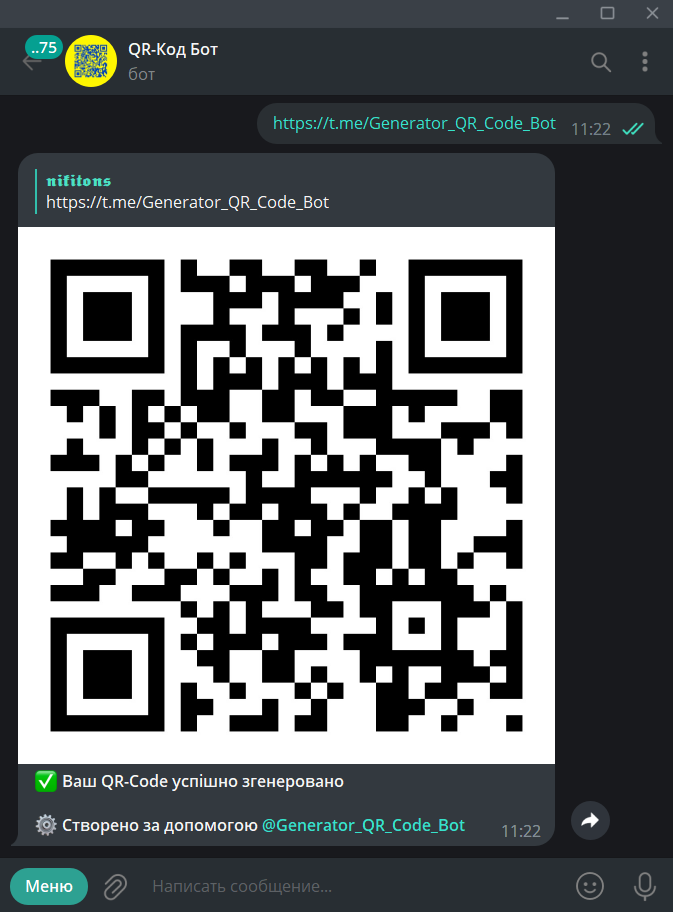 ..75
QR-Код Бот
бот
https://t.me/Generator_QR_Code_Bot
11:22
𝖓𝖎𝖐𝖎𝖙𝖔𝖓𝖘
https://t.me/Generator_QR_Code_Bot
✅ Ваш QR-Code успішно згенеровано
⚙️ Створено за допомогою @Generator_QR_Code_Bot
11:22
Меню
Написать сообщение...